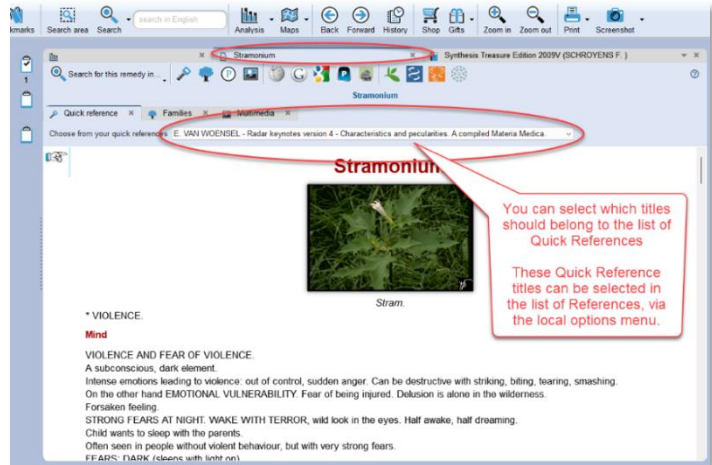 search in English
kmarks Search area Search Analysis Maps Back Forward History Shop Gifts Zoom in Zoom out Print Screenshot
Stramonium Synthesis Treasure Edition 2009V (SCHROYENS F. )
1 Search for this remedy in...
Stramonium
Quick reference Families Multimedia
Choose from your quick references E. VAN WOENSEL - Radar keynotes version 4 - Characteristics and pecularities. A compiled Materia Medica.
Stramonium
You can select which titles
should belong to the list of
Quick References
These Quick Reference
titles can be selected in
the list of References, via
the local options menu.
Stram.
* VIOLENCE.
Mind
VIOLENCE AND FEAR OF VIOLENCE.
A subconscious, dark element.
Intense emotions leading to violence: out of control, sudden anger. Can be destructive with striking, biting, tearing, smashing.
On the other hand EMOTIONAL VULNERABILITY. Fear of being injured. Delusion is alone in the wilderness.
Forsaken feeling.
STRONG FEARS AT NIGHT. WAKE WITH TERROR, wild look in the eyes. Half awake, half dreaming.
Child wants to sleep with the parents.
Often seen in people without violent behaviour, but with very strong fears.
FEARS: DARK (sleeps with light on)